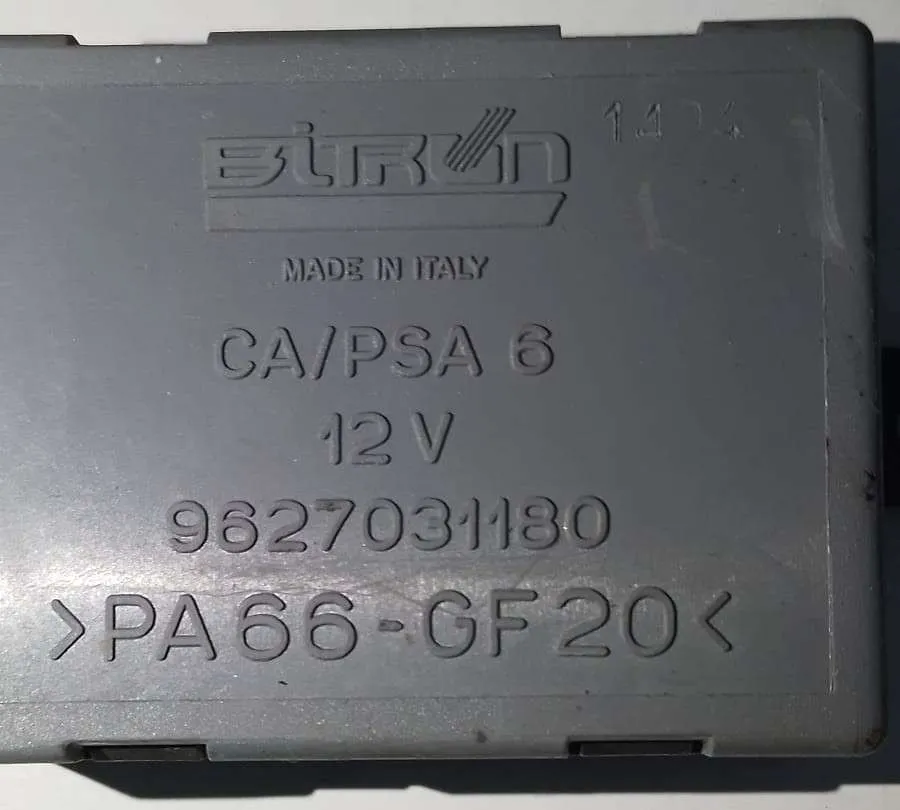 BiTRON
MADE IN ITALY
CA/PSA 6
12 V
9627031180
>PA66-GF20<